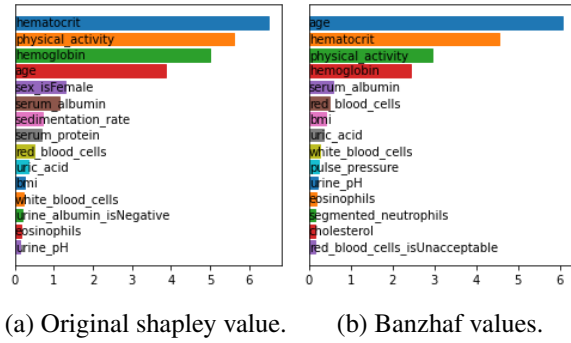 hematocrit
physical_activity
hemoglobin
age
sex_isFemale
serum_albumin
sedimentation_rate
serum_protein
red_blood_cells
uric_acid
bmi
white_blood_cells
urine_albumin_isNegative
eosinophils
urine_pH
0 1 2 3 4 5 6
(a) Original shapley value.
age
hematocrit
physical_activity
hemoglobin
serum_albumin
red_blood_cells
bmi
uric_acid
white_blood_cells
pulse_pressure
urine_pH
eosinophils
segmented_neutrophils
cholesterol
red_blood_cells_isUnacceptable
0 1 2 3 4 5 6
(b) Banzhaf values.